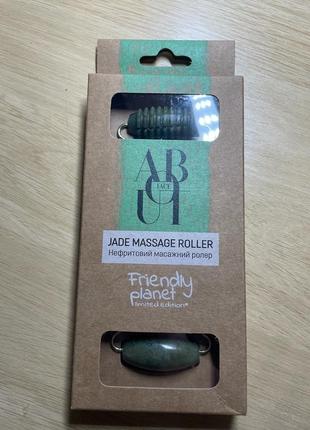 AB
FACE
OUT
JADE MASSAGE ROLLER
Нефритовий масажний ролер
Friendly
planet
limited edition*